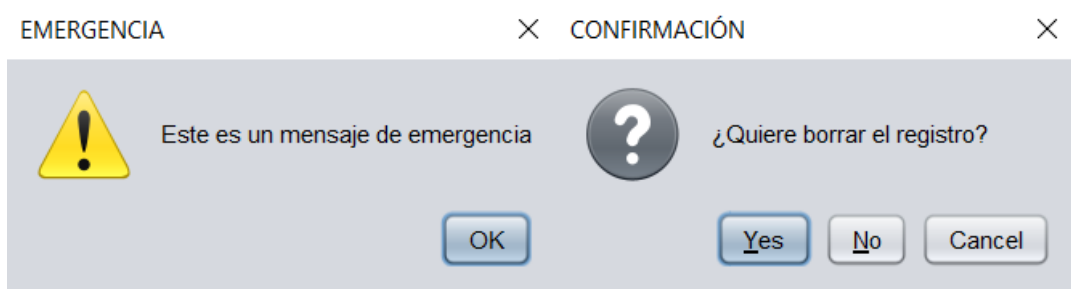 EMERGENCIA
Este es un mensaje de emergencia
OK
CONFIRMACIÓN
¿Quiere borrar el registro?
Yes No Cancel